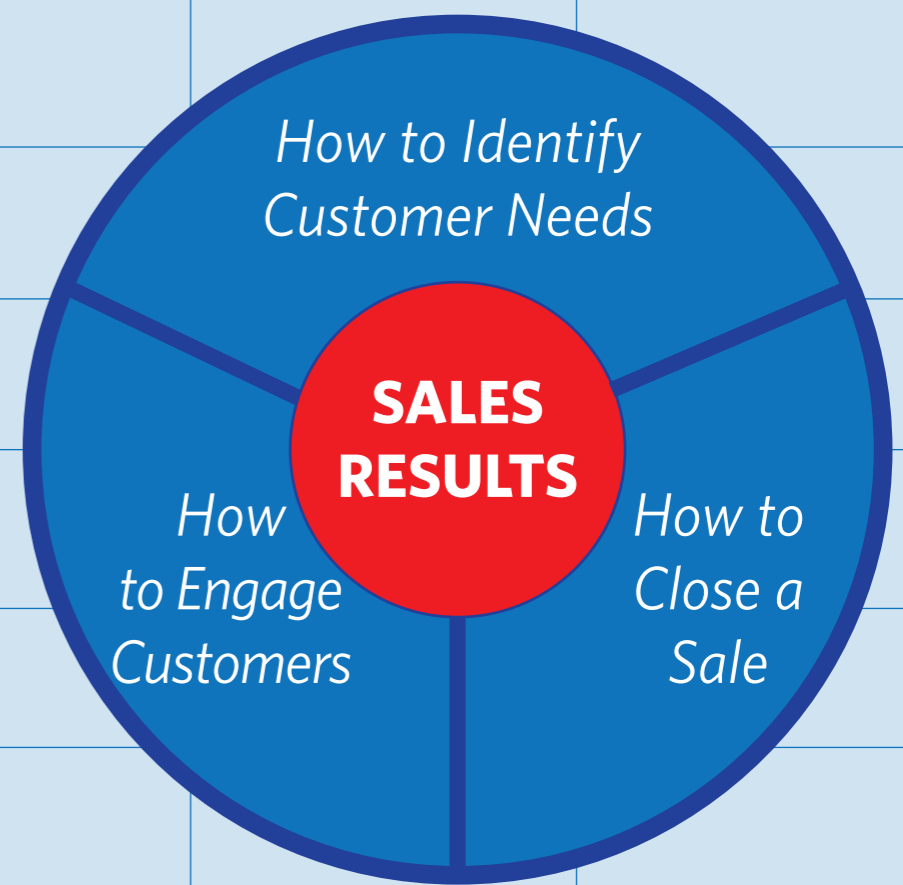 How to Identify
Customer Needs
SALES
RESULTS
How
to Engage
Customers
How to
Close a
Sale